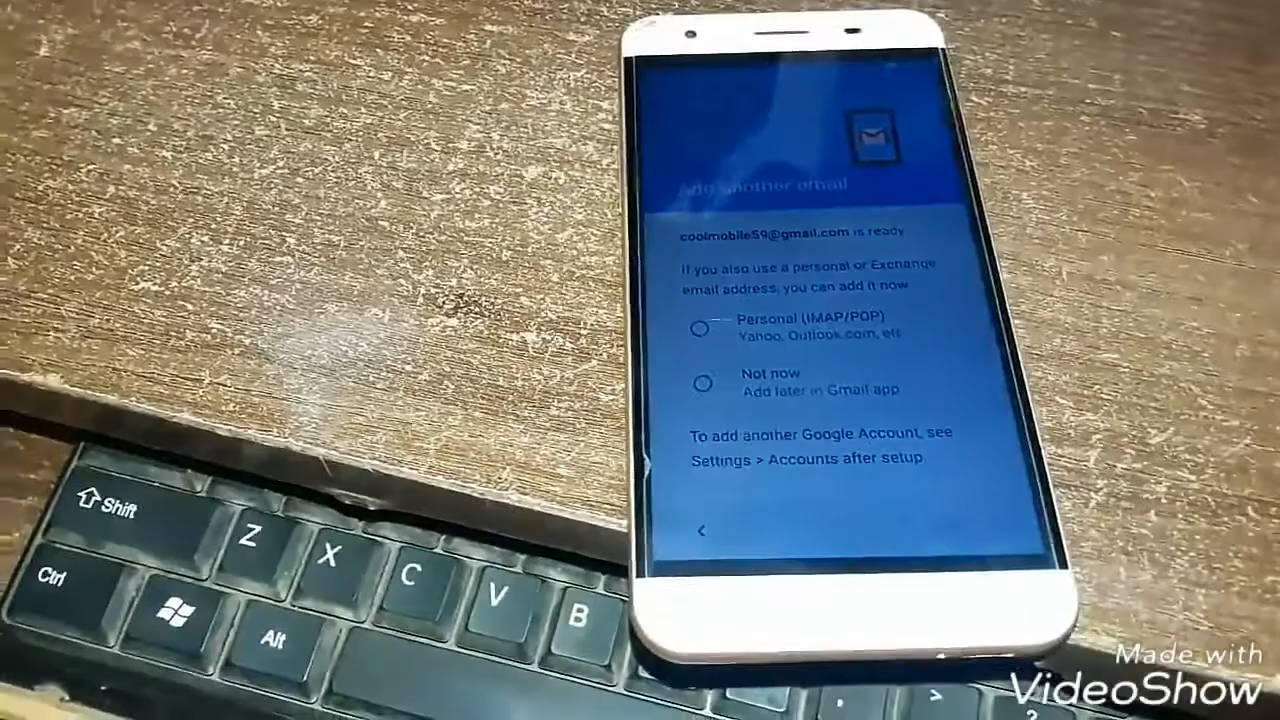 Add another email
coolmobile59@gmail.com is ready
If you also use a personal or Exchange
email address, you can add it now
Personal (IMAP/POP)
Yahoo, Outlook.com, etc
Not now
Add later in Gmail app
To add another Google Account, see
Settings > Accounts after setup.
<
Shift
Z
X
C
V
B
Ctrl
Alt
>
?
Made with
VideoShow